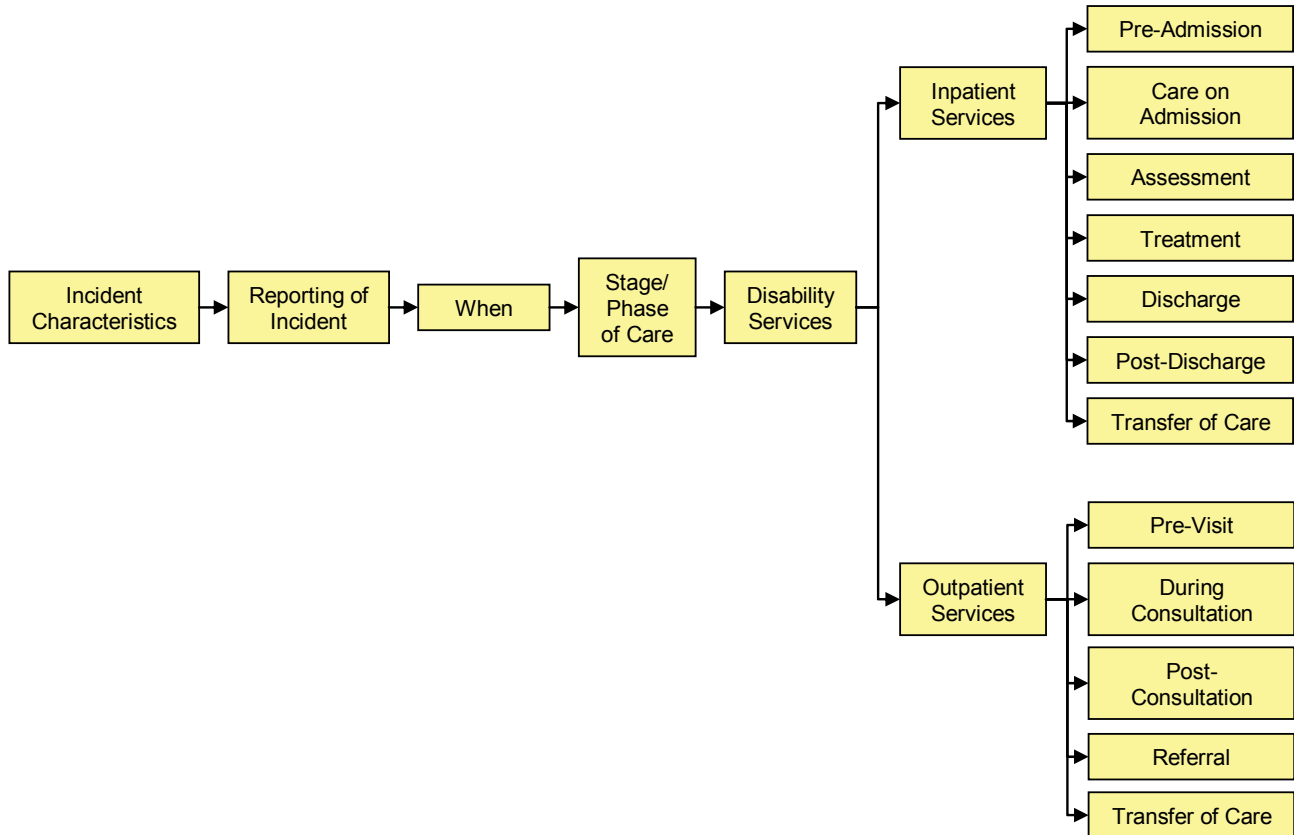 Incident
Characteristics
Reporting of
Incident
When
Stage/
Phase
of Care
Disability
Services
Inpatient
Services
Pre-Admission
Care on
Admission
Assessment
Treatment
Discharge
Post-Discharge
Transfer of Care
Outpatient
Services
Pre-Visit
During
Consultation
Post-
Consultation
Referral
Transfer of Care